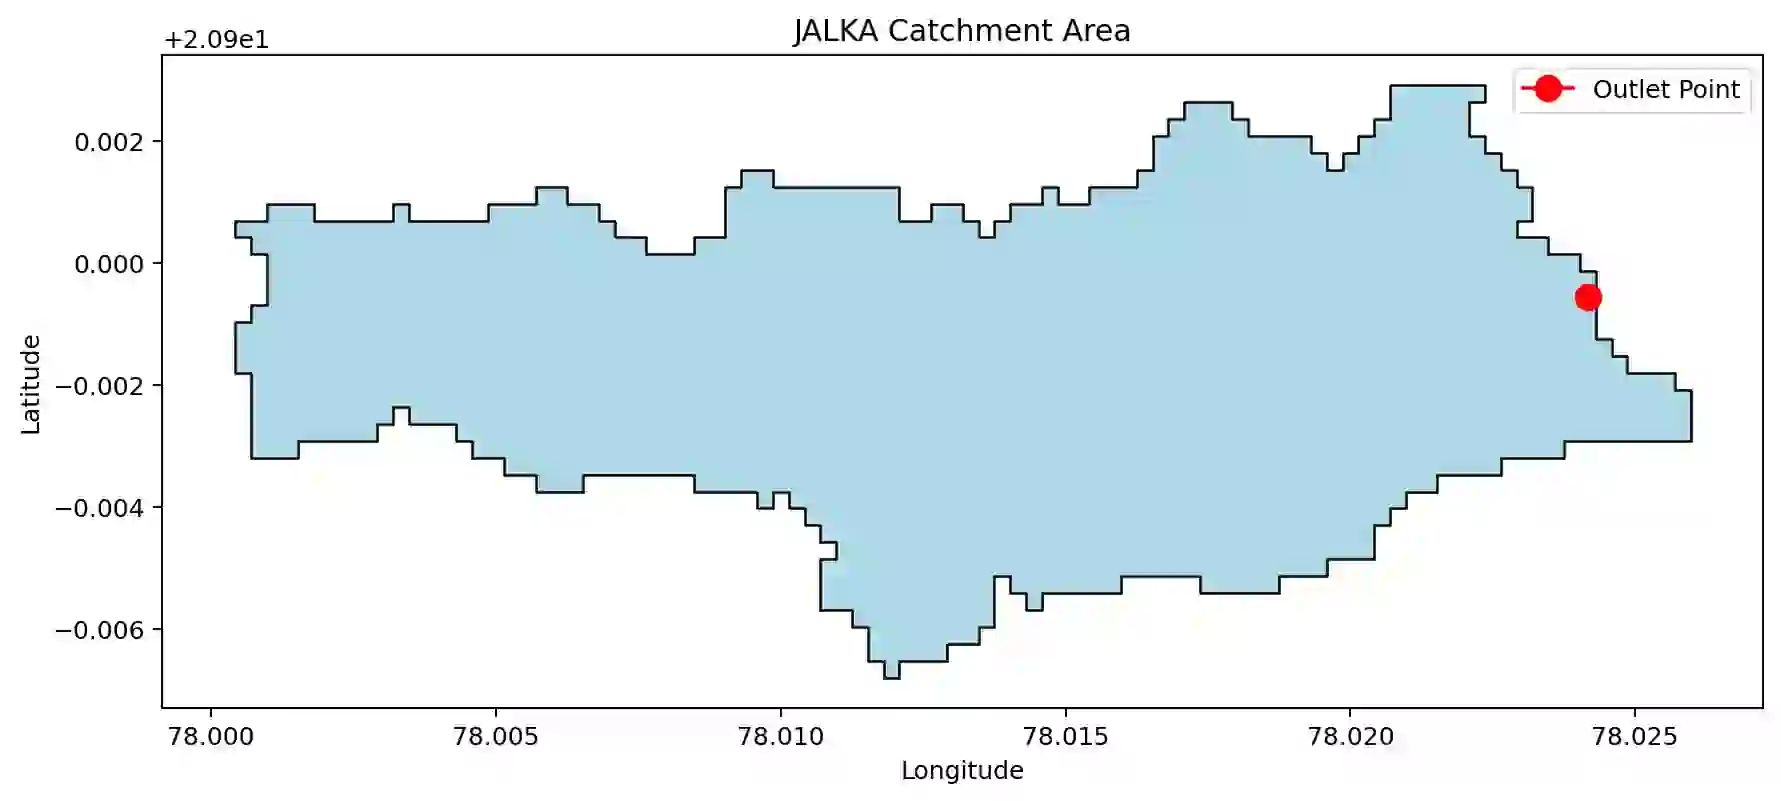 JALKA Catchment Area
+2.09e1
Outlet Point
0.002
0.000
−0.002
−0.004
−0.006
Latitude
78.000 78.005 78.010 78.015 78.020 78.025
Longitude